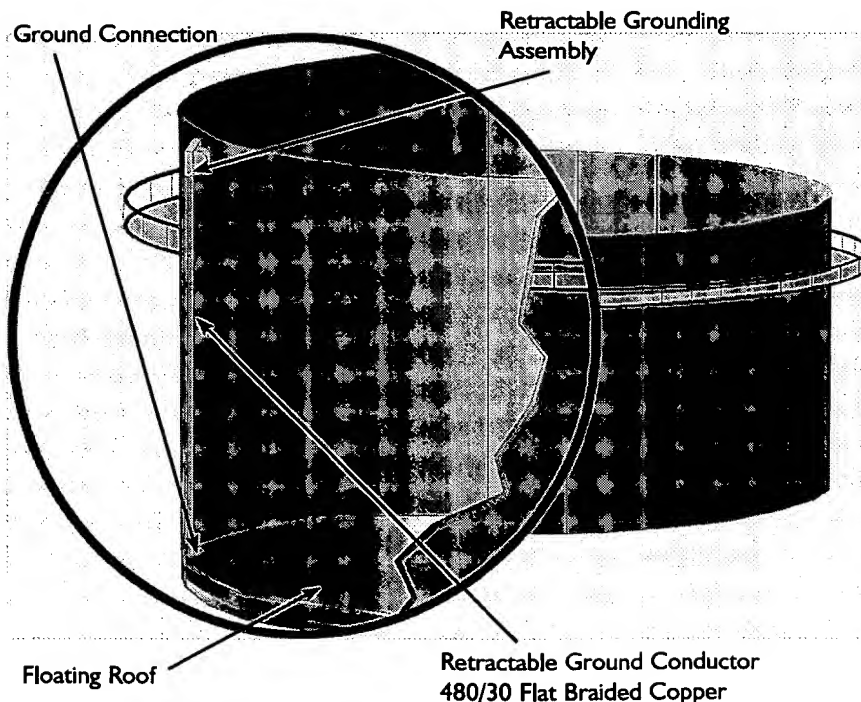 Ground Connection
Retractable Grounding
Assembly
Floating Roof
Retractable Ground Conductor
480/30 Flat Braided Copper